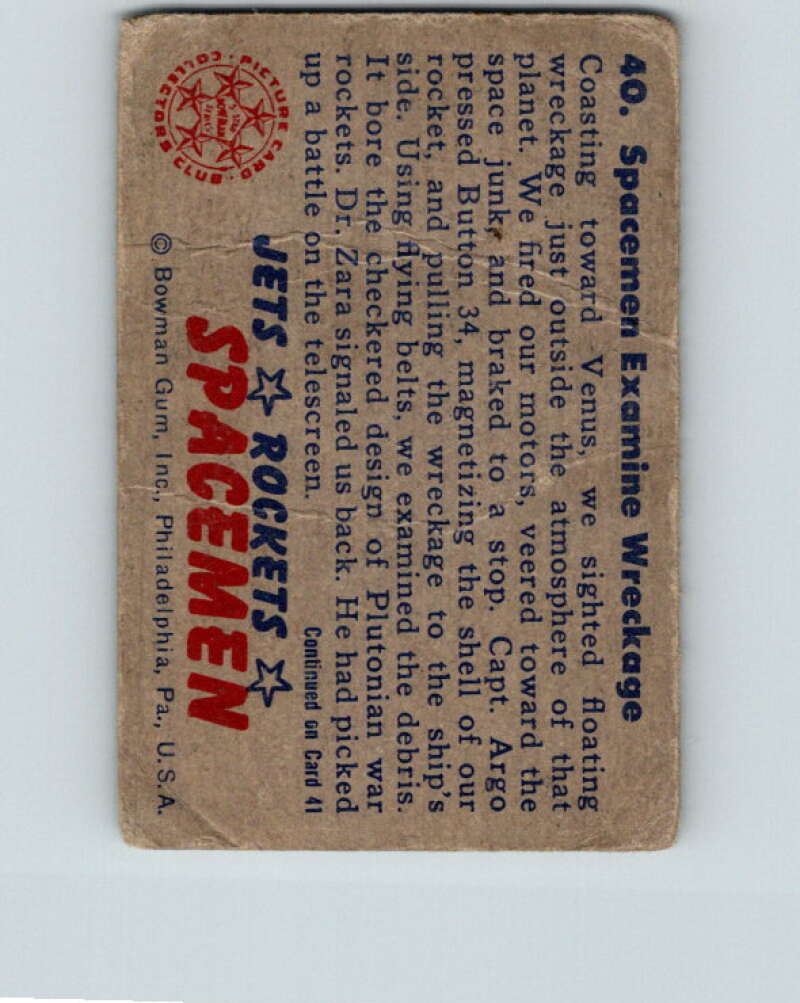 40. Spacemen Examine Wreckage
Coasting toward Venus, we sighted floating
wreckage just outside the atmosphere of that
planet. We fired our motors, veered toward the
space junk, and braked to a stop. Capt. Argo
pressed Button 34, magnetizing the shell of our
rocket, and pulling the wreckage to the ship's
side. Using flying belts, we examined the debris.
It bore the checkered design of Plutonian war
rockets. Dr. Zara signaled us back. He had picked
up a battle on the telescreen.
Continued on Card 41
PICTURE CARD COLLECTORS CLUB
JETS ROCKETS
SPACEMEN
© Bowman Gum, Inc., Philadelphia, Pa., U.S.A.